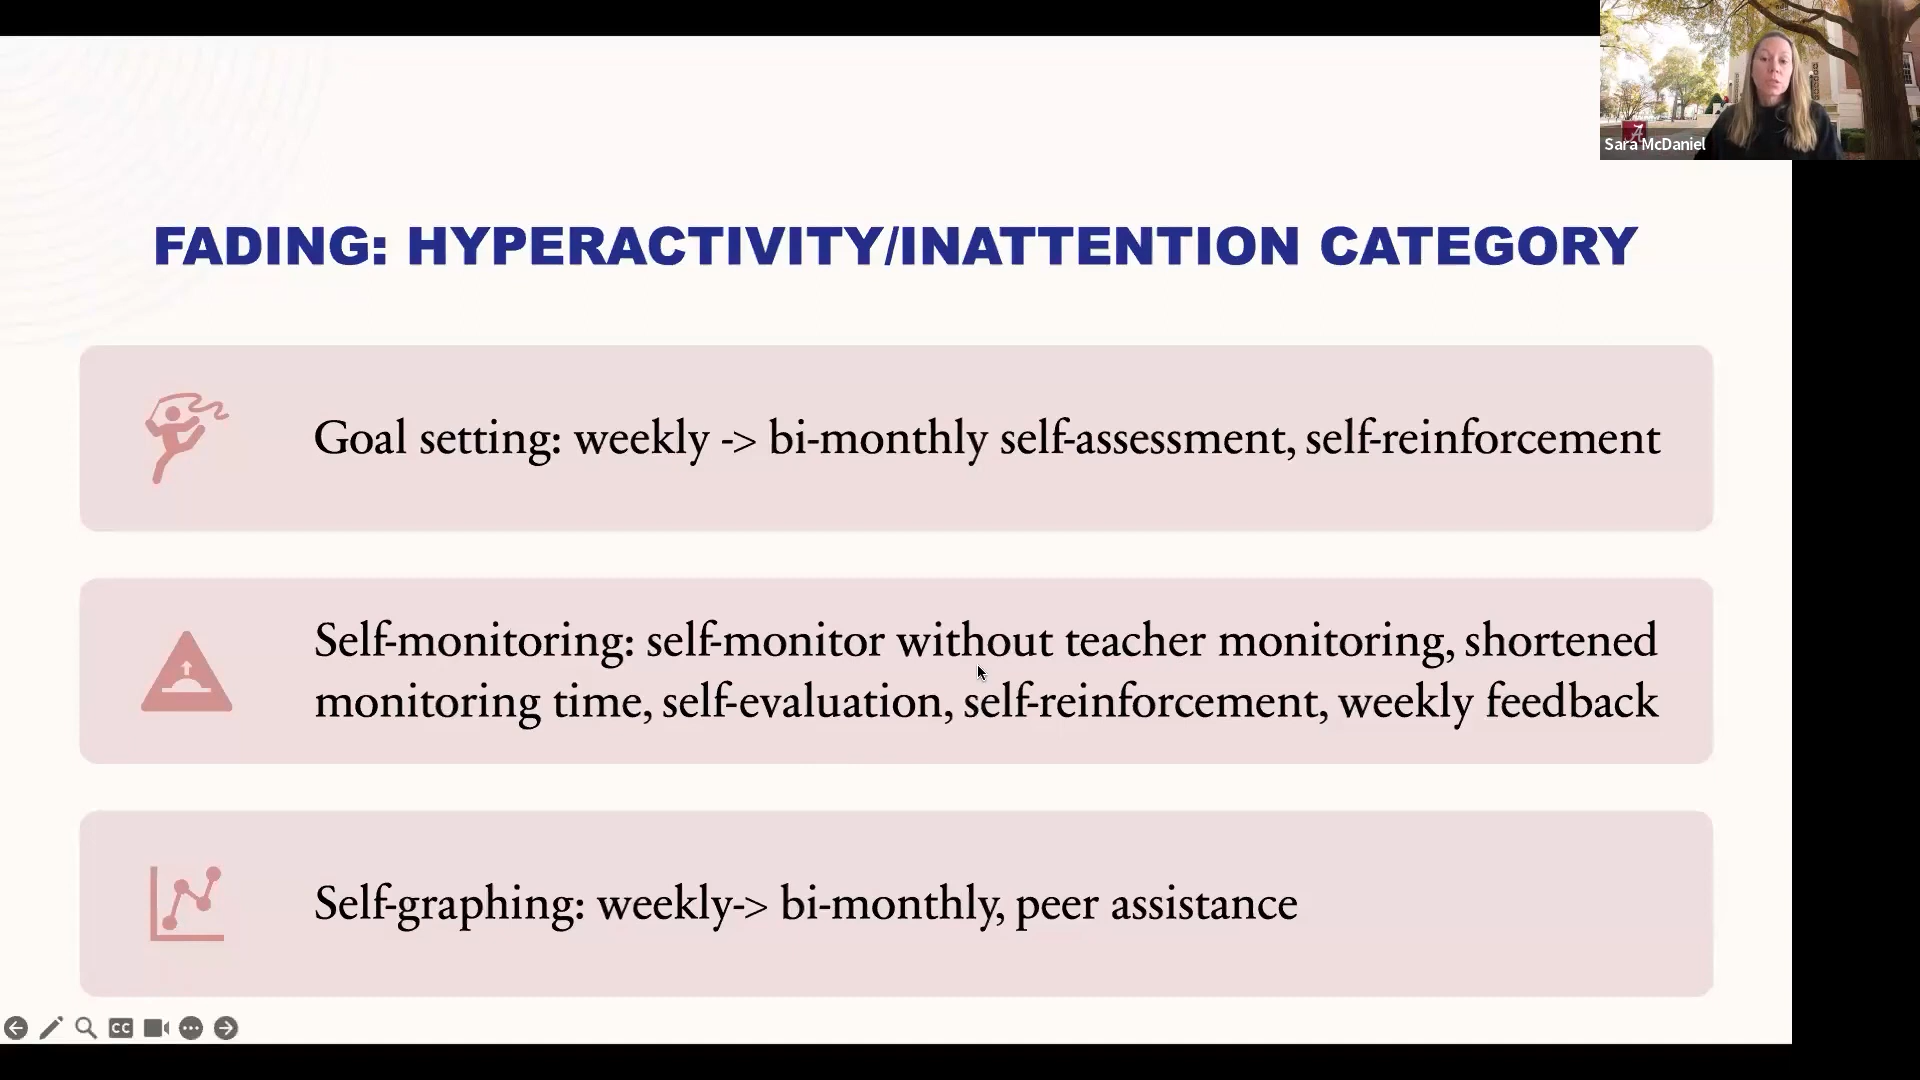 Sara McDaniel
FADING: HYPERACTIVITY/INATTENTION CATEGORY
Goal setting: weekly -> bi-monthly self-assessment, self-reinforcement
Self-monitoring: self-monitor without teacher monitoring, shortened
monitoring time, self-evaluation, self-reinforcement, weekly feedback
Self-graphing: weekly-> bi-monthly, peer assistance
CC